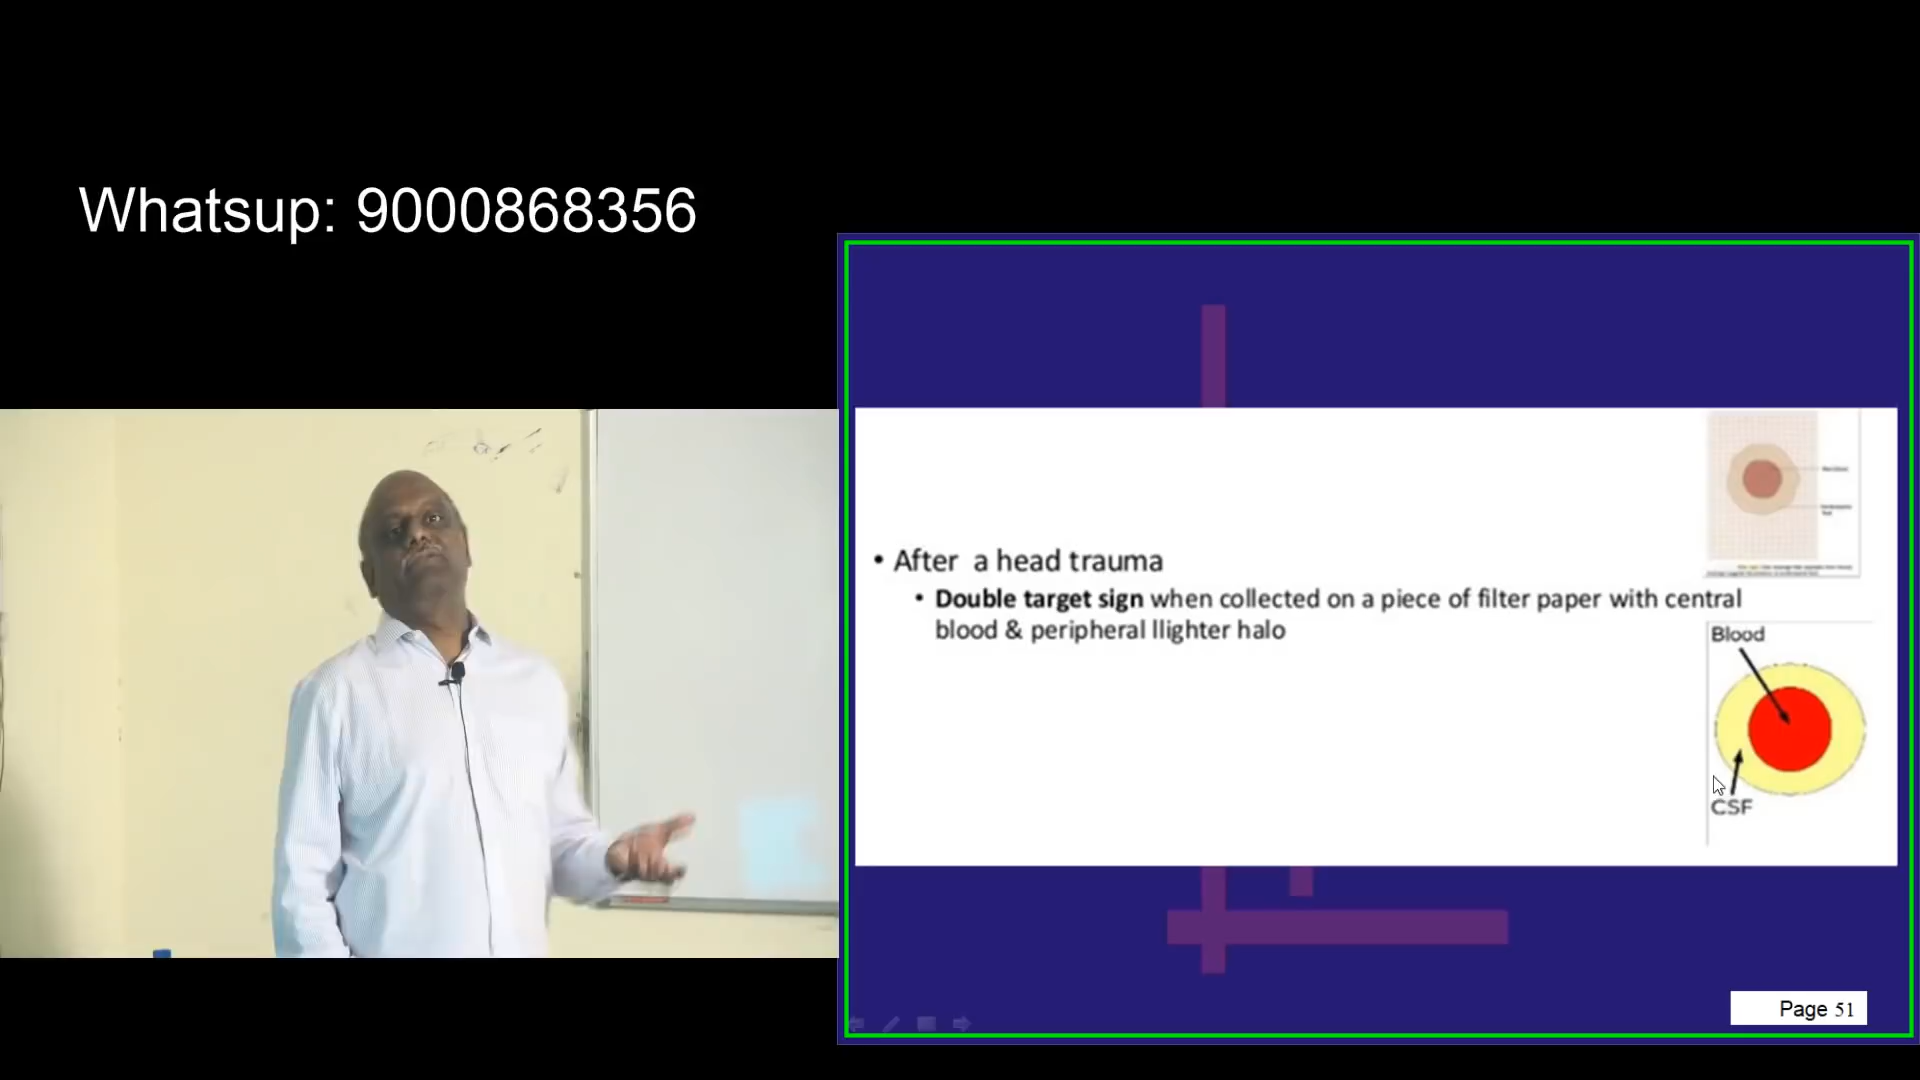 Whatsup: 9000868356
• After a head trauma
• Double target sign when collected on a piece of filter paper with central
blood & peripheral llighter halo
Blood
CSF
Page 51